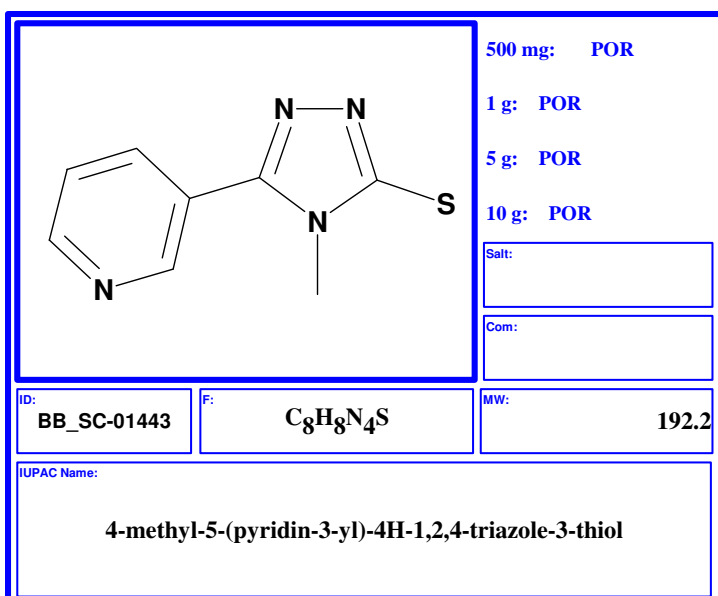 500 mg: POR
1 g: POR
5 g: POR
10 g: POR
N N
S
N
N
Salt:
Com:
ID:
BB_SC-01443
F:
C8H8N4S
MW:
192.2
IUPAC Name:
4-methyl-5-(pyridin-3-yl)-4H-1,2,4-triazole-3-thiol